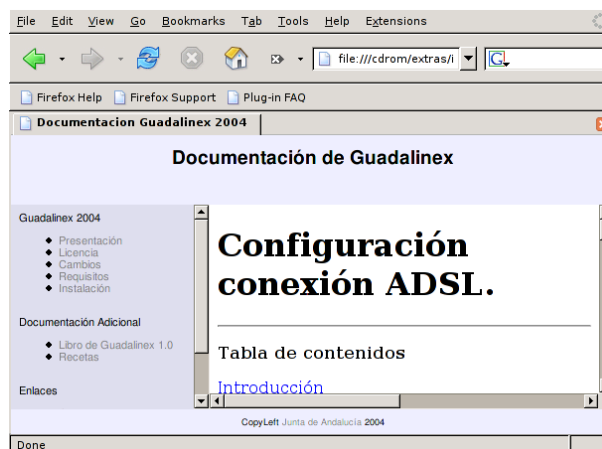 File Edit View Go Bookmarks Tab Tools Help Extensions
file:///cdrom/extras/i G
Firefox Help Firefox Support Plug-in FAQ
Documentacion Guadalinex 2004
Documentación de Guadalinex
Guadalinex 2004
Presentación
Licencia
Cambios
Requisitos
Instalación
Documentación Adicional
Libro de Guadalinex 1.0
Recetas
Enlaces
Configuración
conexión ADSL.
Tabla de contenidos
Introducción
CopyLeft Junta de Andalucia 2004
Done